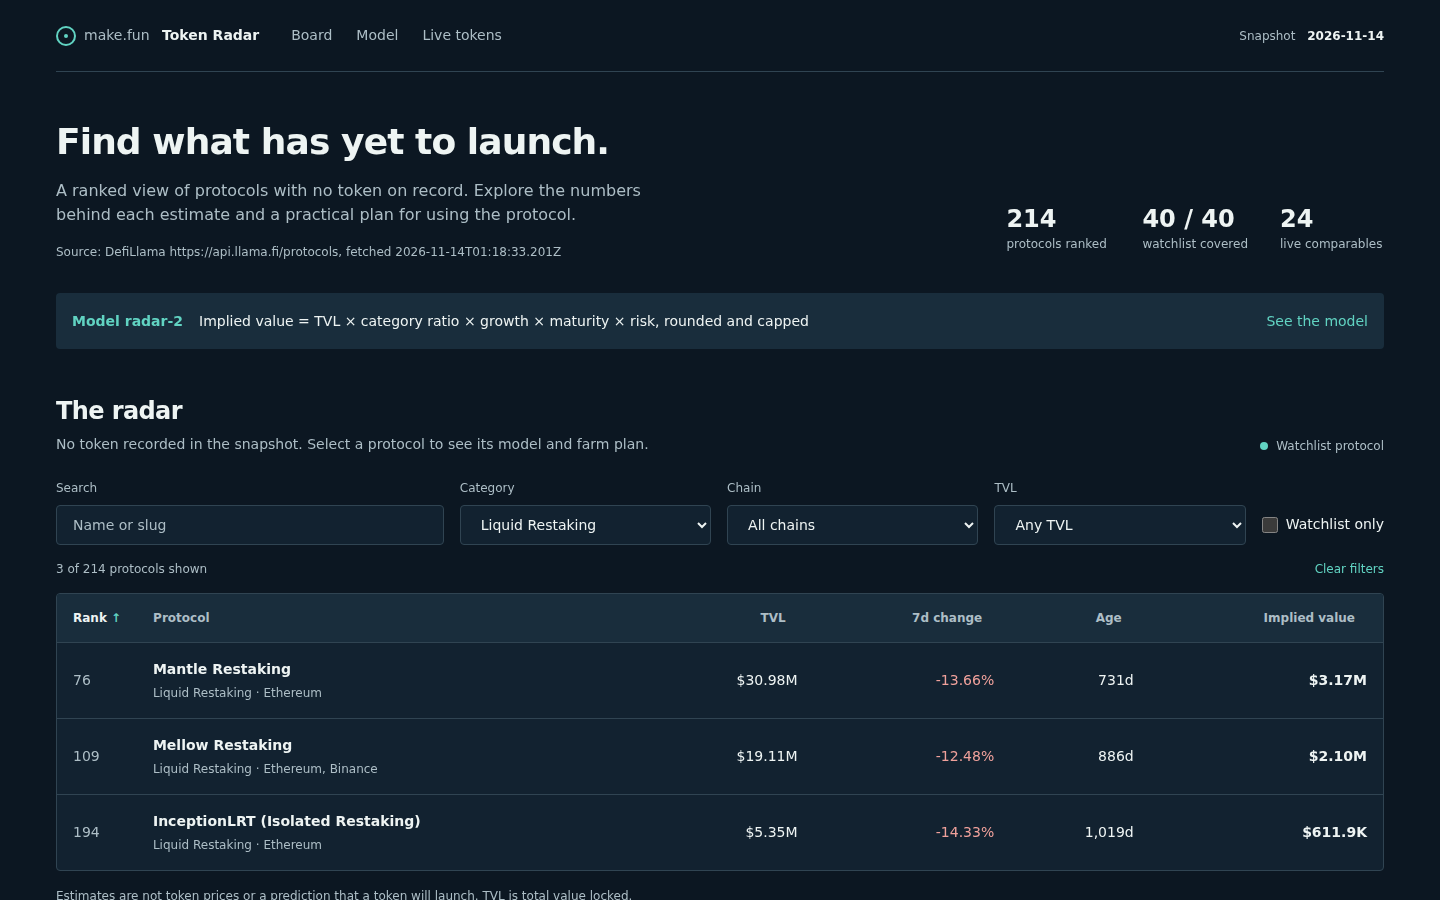 make.fun Token Radar Board Model Live tokens Snapshot 2026-11-14
Find what has yet to launch.
A ranked view of protocols with no token on record. Explore the numbers
behind each estimate and a practical plan for using the protocol.
Source: DefiLlama https://api.llama.fi/protocols, fetched 2026-11-14T01:18:33.201Z
214 40 / 40 24
protocols ranked watchlist covered live comparables
Model radar-2 Implied value = TVL × category ratio × growth × maturity × risk, rounded and capped See the model
The radar
No token recorded in the snapshot. Select a protocol to see its model and farm plan. Watchlist protocol
Search Category Chain TVL
Name or slug Liquid Restaking All chains Any TVL Watchlist only
3 of 214 protocols shown Clear filters
Rank ↑ Protocol TVL 7d change Age Implied value
76 Mantle Restaking $30.98M -13.66% 731d $3.17M
Liquid Restaking · Ethereum
109 Mellow Restaking $19.11M -12.48% 886d $2.10M
Liquid Restaking · Ethereum, Binance
194 InceptionLRT (Isolated Restaking) $5.35M -14.33% 1,019d $611.9K
Liquid Restaking · Ethereum
Estimates are not token prices or a prediction that a token will launch. TVL is total value locked.